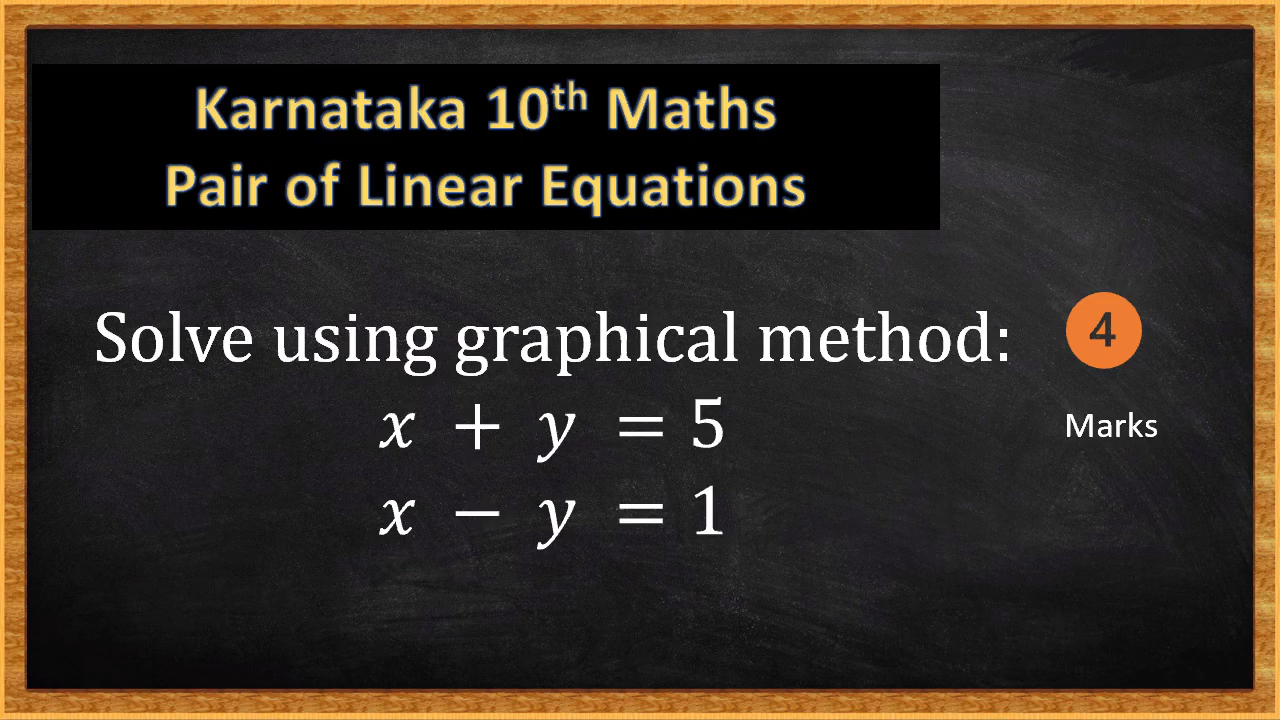 Karnataka 10th Maths
Pair of Linear Equations
Solve using graphical method:
4
x + y = 5
Marks
x − y = 1